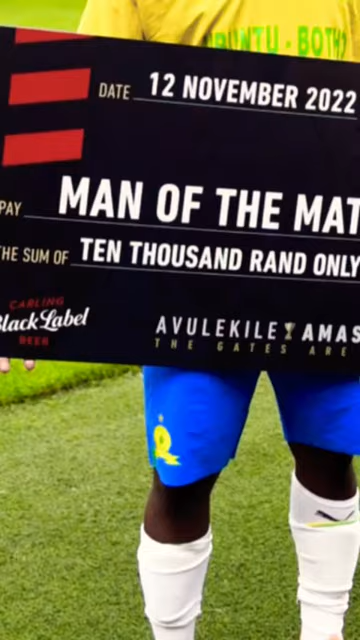 UBUNTU - BOTH
DATE 12 NOVEMBER 2022
PAY MAN OF THE MAT
THE SUM OF TEN THOUSAND RAND ONLY
CARLING
Black Label
BEER
AVULEKILE AMAS
THE GATES ARE